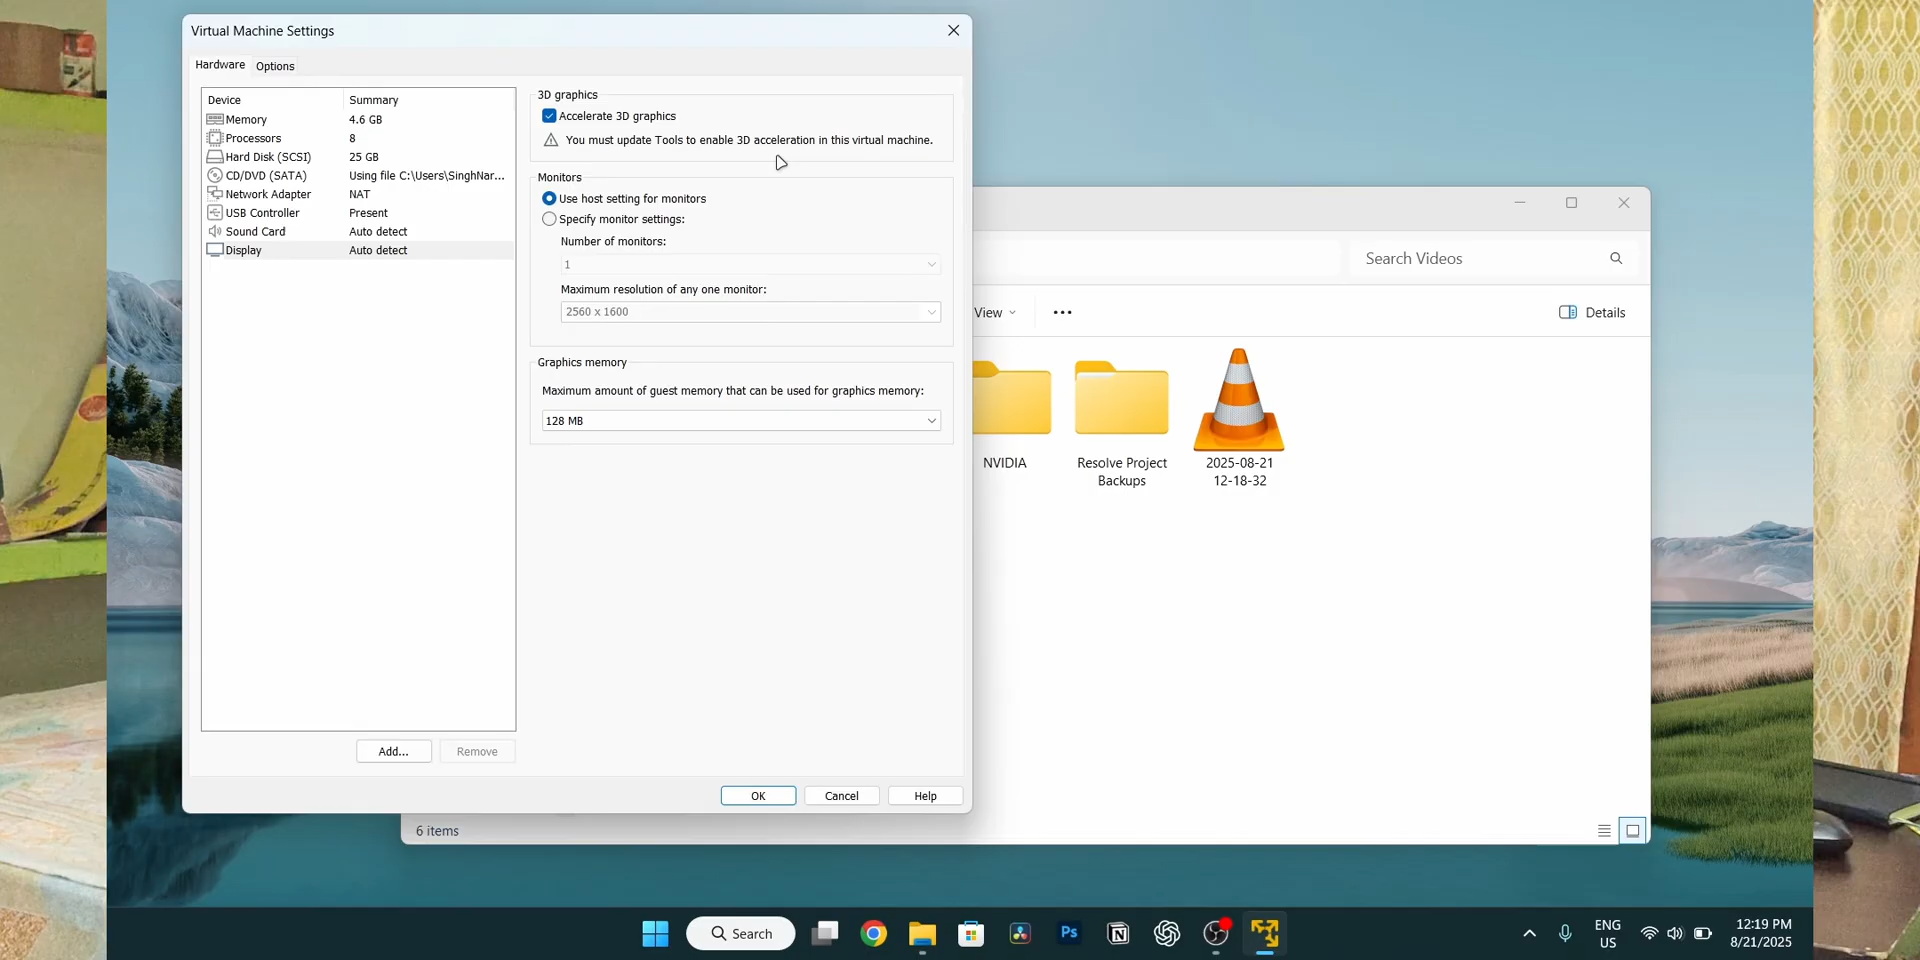 Virtual Machine Settings
Hardware
Options
Device Summary
Memory 4.6 GB
Processors 8
Hard Disk (SCSI) 25 GB
CD/DVD (SATA) Using file C:\Users\SinghNar...
Network Adapter NAT
USB Controller Present
Sound Card Auto detect
Display Auto detect
Add...
Remove
3D graphics
Accelerate 3D graphics
You must update Tools to enable 3D acceleration in this virtual machine.
Monitors
Use host setting for monitors
Specify monitor settings:
Number of monitors:
1
Maximum resolution of any one monitor:
2560 x 1600
Graphics memory
Maximum amount of guest memory that can be used for graphics memory:
128 MB
OK
Cancel
Help
Search Videos
View
Details
NVIDIA
Resolve Project
Backups
2025-08-21
12-18-32
6 items
Search
Ps
ENG
US
12:19 PM
8/21/2025